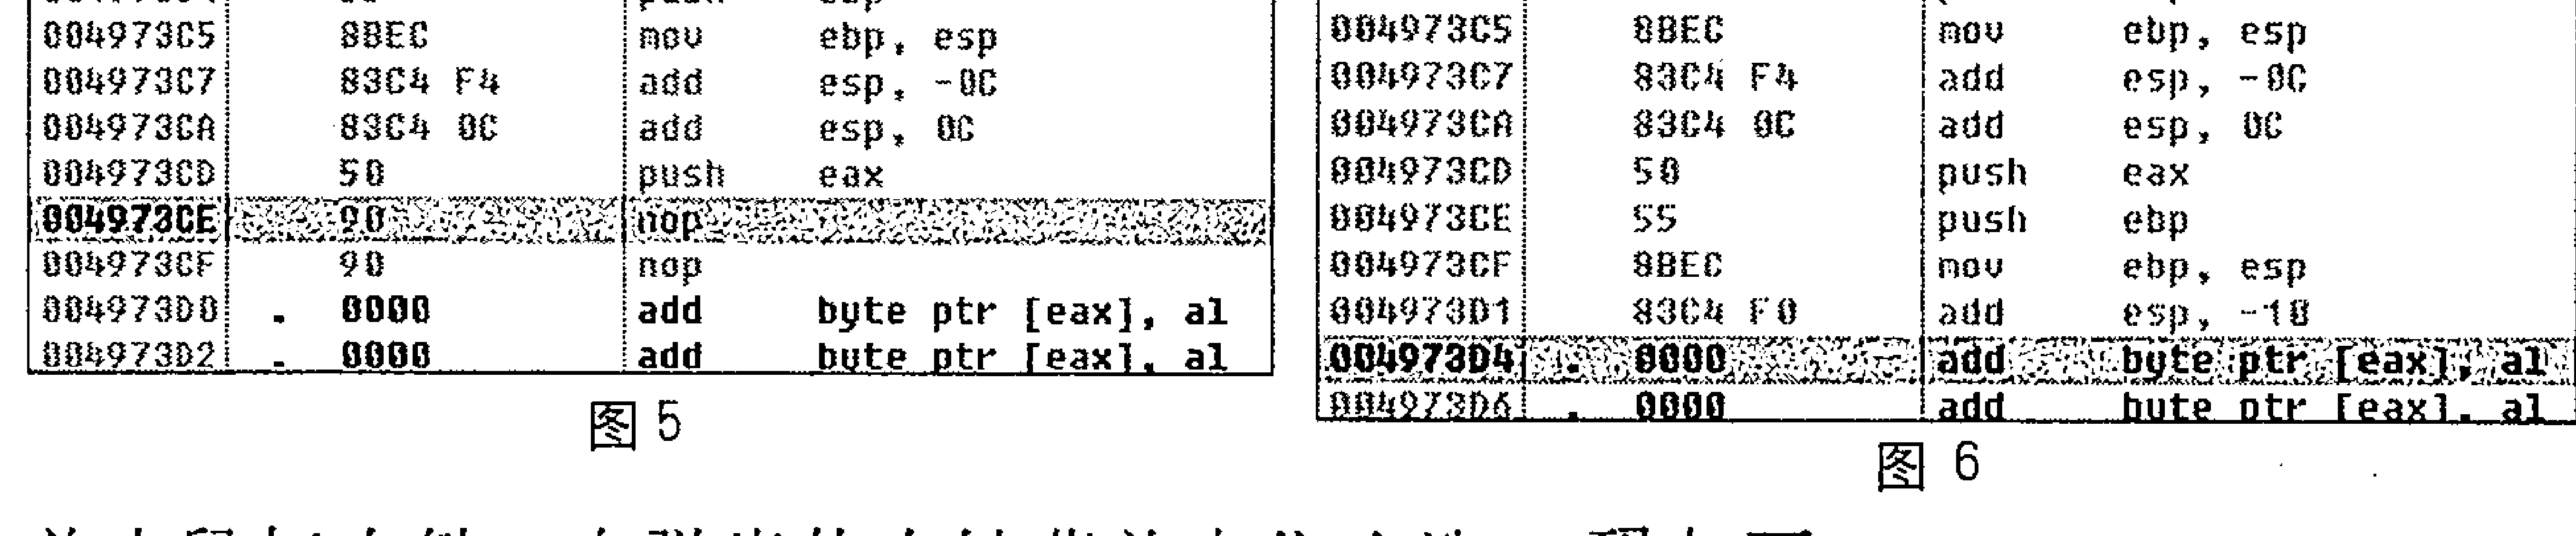 004973C5 8BEC mov ebp, esp
004973C7 83C4 F4 add esp, -0C
004973CA 83C4 0C add esp, 0C
004973CD 50 push eax
004973CE 90 nop
004973CF 90 nop
004973D0 . 0000 add byte ptr [eax], al
004973D2 . 0000 add byte ptr [eax], al
图 5
004973C5 8BEC mov ebp, esp
004973C7 83C4 F4 add esp, -0C
004973CA 83C4 0C add esp, 0C
004973CD 50 push eax
004973CE 55 push ebp
004973CF 8BEC mov ebp, esp
004973D1 83C4 F0 add esp, -10
004973D4 . 0000 add byte ptr [eax], al
004973D6 . 0000 add byte ptr [eax], al
图 6